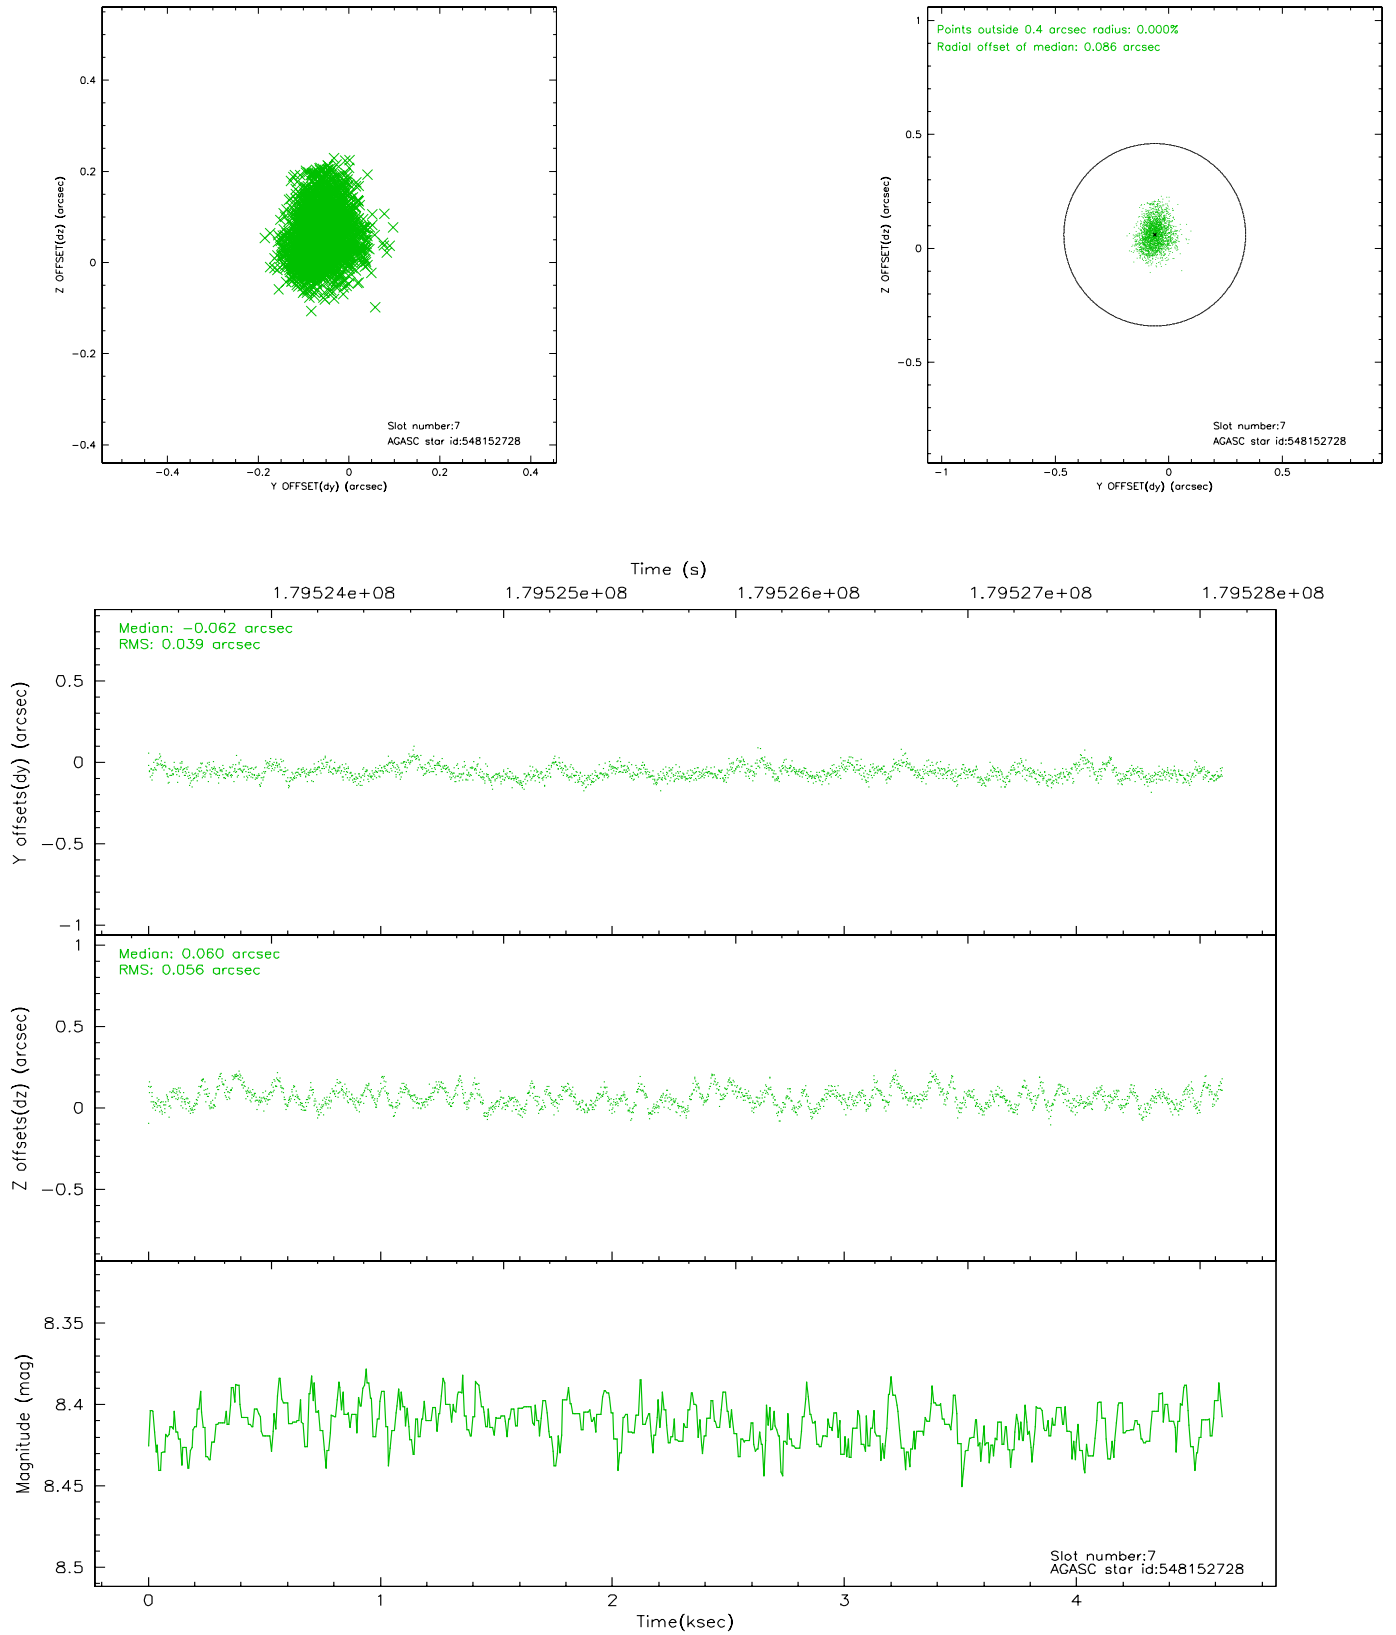 0.4
0.2
0
−0.2
−0.4
Z OFFSET(dz) (arcsec)
Slot number:7
AGASC star id:548152728
−0.4 −0.2 0 0.2 0.4
Y OFFSET(dy) (arcsec)
Points outside 0.4 arcsec radius: 0.000%
Radial offset of median: 0.086 arcsec
1
0.5
0
−0.5
Z OFFSET(dz) (arcsec)
Slot number:7
AGASC star id:548152728
−1 −0.5 0 0.5
Y OFFSET(dy) (arcsec)
Time (s)
1.79524e+08 1.79525e+08 1.79526e+08 1.79527e+08 1.79528e+08
Median: −0.062 arcsec
RMS: 0.039 arcsec
0.5
0
−0.5
−1
Y offsets(dy) (arcsec)
Median: 0.060 arcsec
RMS: 0.056 arcsec
1
0.5
0
−0.5
Z offsets(dz) (arcsec)
8.35
8.4
8.45
8.5
Magnitude (mag)
Slot number:7
AGASC star id:548152728
0 1 2 3 4
Time(ksec)